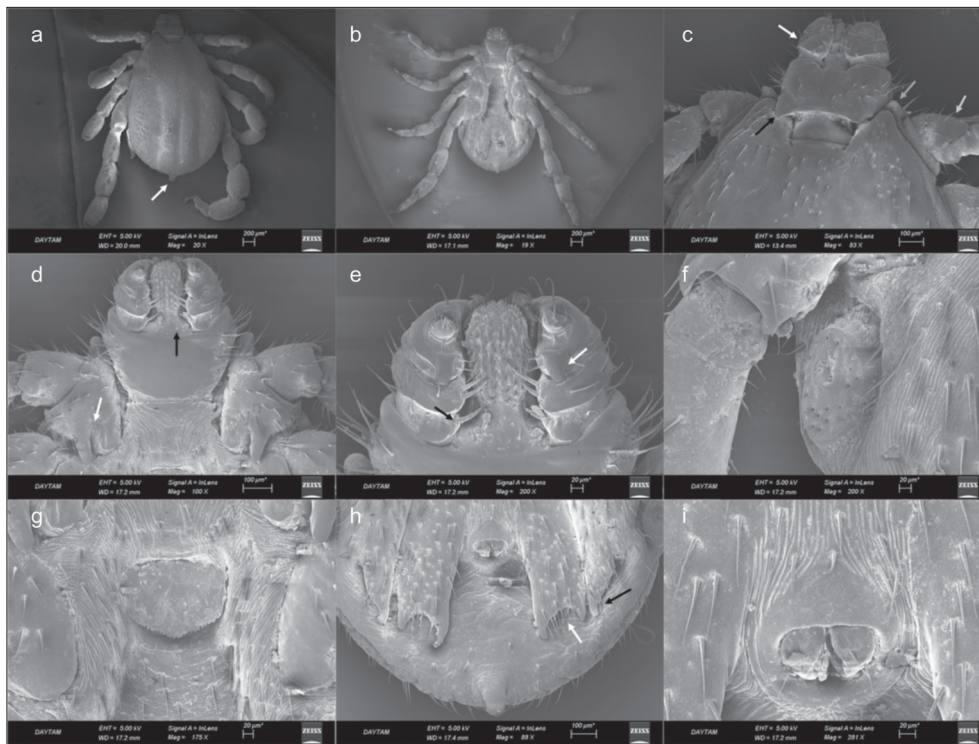 a
DAYTAM
EHT = 5.00 kV
WD = 20.0 mm
Signal A = InLens
Mag = 20 X
200 µm*
ZEISS
b
DAYTAM
EHT = 5.00 kV
WD = 17.1 mm
Signal A = InLens
Mag = 19 X
200 µm*
ZEISS
c
DAYTAM
EHT = 5.00 kV
WD = 13.4 mm
Signal A = InLens
Mag = 83 X
100 µm*
ZEISS
d
DAYTAM
EHT = 5.00 kV
WD = 17.2 mm
Signal A = InLens
Mag = 100 X
100 µm*
ZEISS
e
DAYTAM
EHT = 5.00 kV
WD = 17.2 mm
Signal A = InLens
Mag = 200 X
20 µm*
ZEISS
f
DAYTAM
EHT = 5.00 kV
WD = 17.2 mm
Signal A = InLens
Mag = 200 X
20 µm*
ZEISS
g
DAYTAM
EHT = 5.00 kV
WD = 17.2 mm
Signal A = InLens
Mag = 175 X
20 µm*
ZEISS
h
DAYTAM
EHT = 5.00 kV
WD = 17.4 mm
Signal A = InLens
Mag = 88 X
100 µm*
ZEISS
i
DAYTAM
EHT = 5.00 kV
WD = 17.2 mm
Signal A = InLens
Mag = 281 X
20 µm*
ZEISS